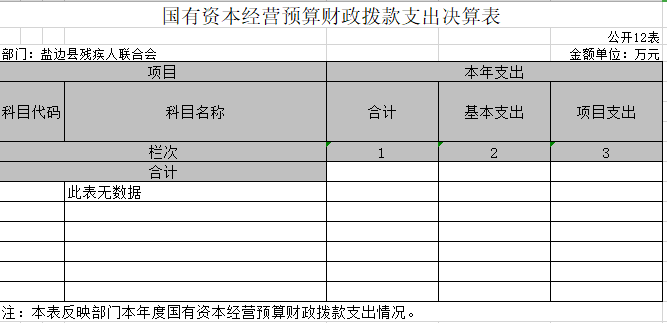 国有资本经营预算财政拨款支出决算表
公开12表
部门：盐边县残疾人联合会 金额单位：万元
项目 本年支出
科目代码 科目名称 合计 基本支出 项目支出
栏次 1 2 3
合计
此表无数据
注：本表反映部门本年度国有资本经营预算财政拨款支出情况。